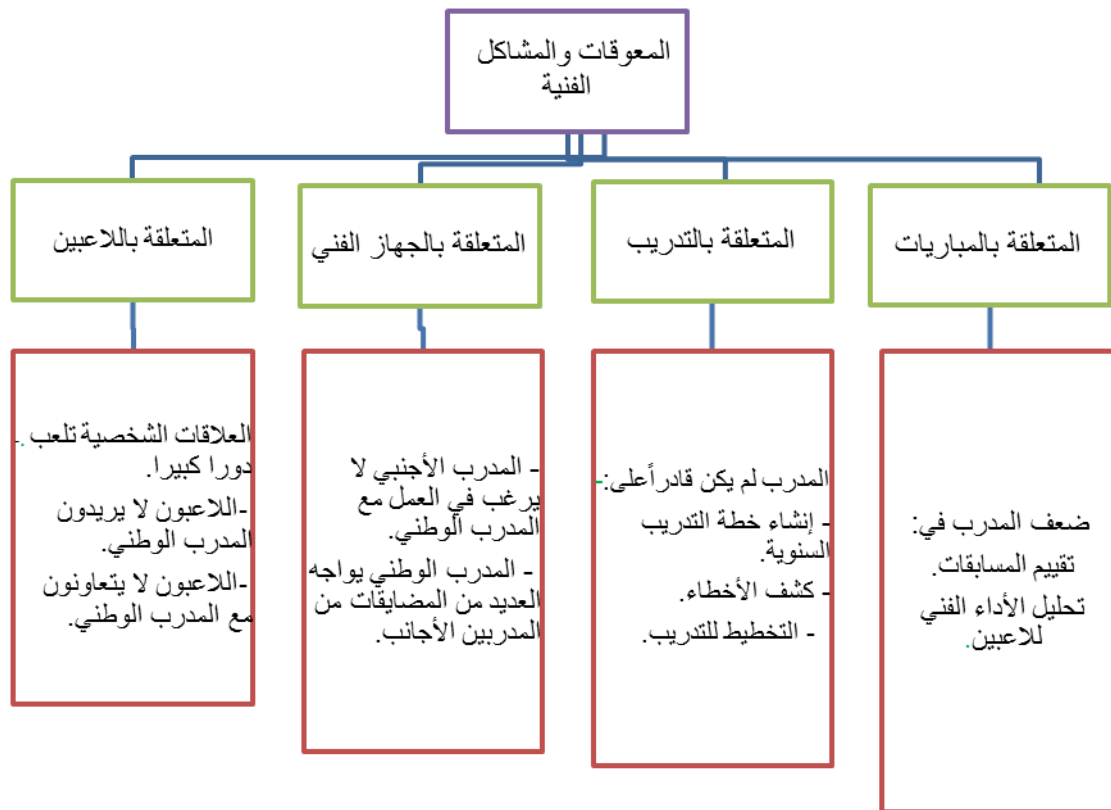 المعوقات والمشاكل
الفنية
المتعلقة بالمباريات
المتعلقة بالتدريب
المتعلقة بالجهاز الفني
المتعلقة باللاعبين
ضعف المدرب في:
تقييم المسابقات.
تحليل الأداء الفني
للاعبين.
المدرب لم يكن قادراً على:-
- إنشاء خطة التدريب
السنوية.
- كشف الأخطاء.
- التخطيط للتدريب.
- المدرب الأجنبي لا
يرغب في العمل مع
المدرب الوطني.
- المدرب الوطني يواجه
العديد من المضايقات من
المدربين الأجانب.
العلاقات الشخصية تلعب .-
دورا كبيرا.
-اللاعبون لا يريدون
المدرب الوطني.
-اللاعبون لا يتعاونون
مع المدرب الوطني.